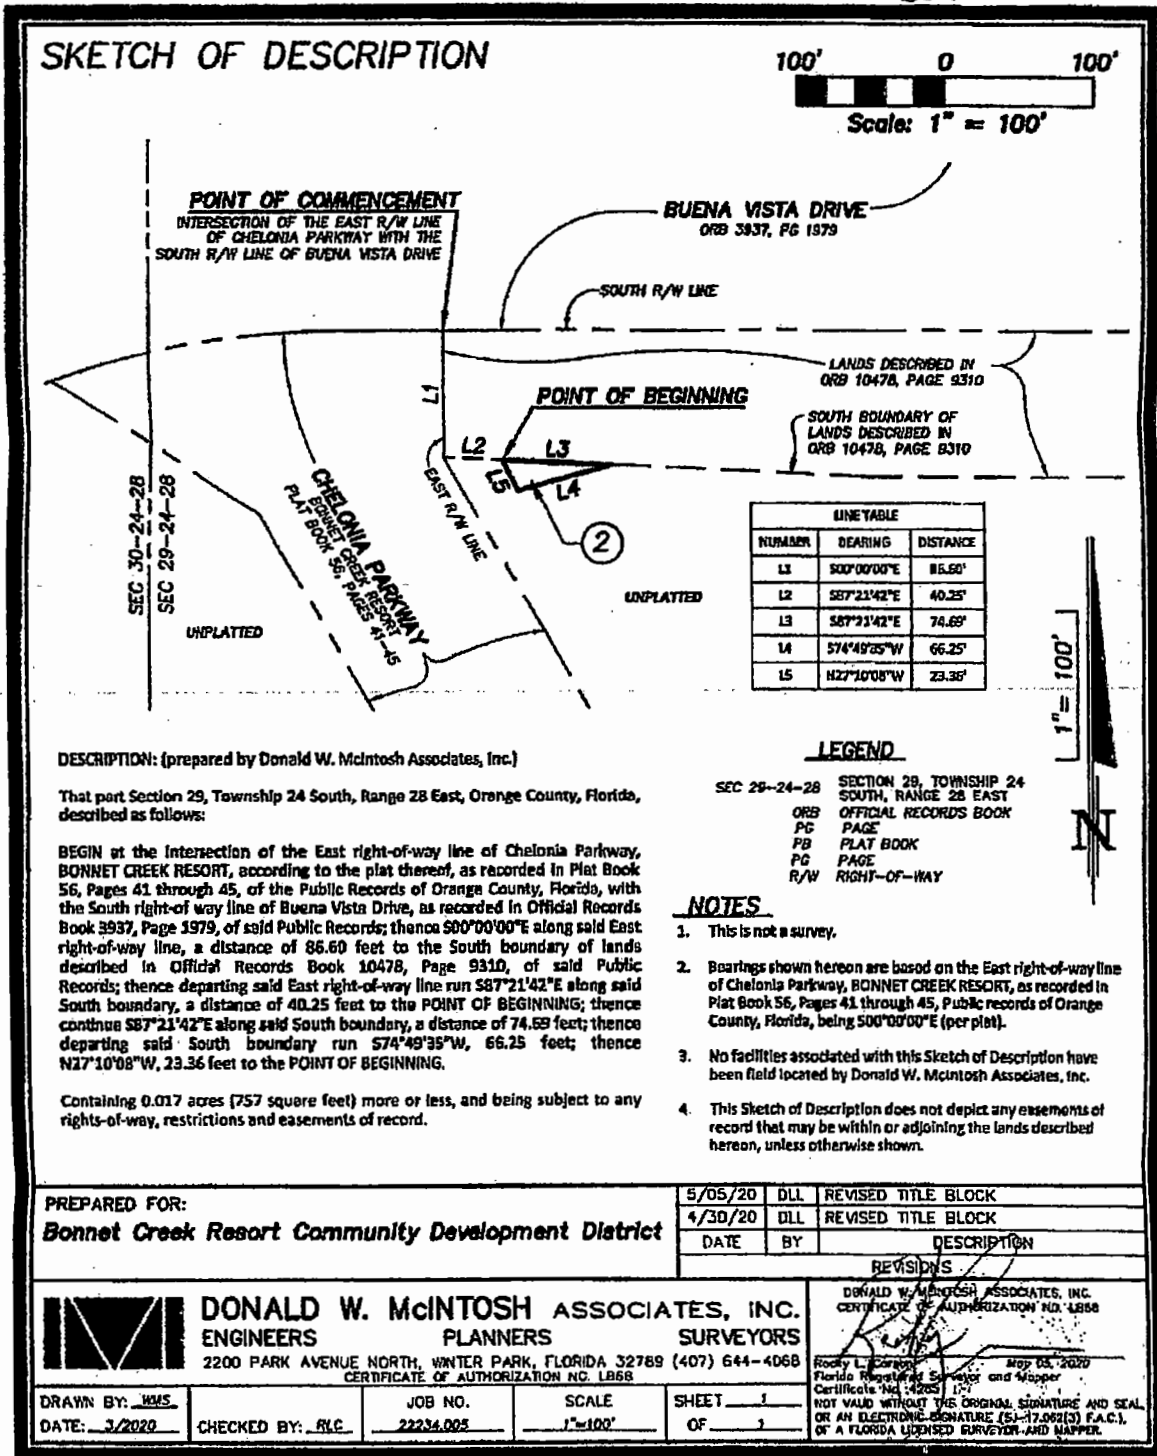 SKETCH OF DESCRIPTION
100' 0 100'
Scale: 1" = 100'
POINT OF COMMENCEMENT
INTERSECTION OF THE EAST R/W LINE
OF CHELONIA PARKWAY WITH THE
SOUTH R/W LINE OF BUENA VISTA DRIVE
BUENA VISTA DRIVE
ORB 3937, PG 1979
SOUTH R/W LINE
LANDS DESCRIBED IN
ORB 10478, PAGE 9310
L1
POINT OF BEGINNING
SOUTH BOUNDARY OF
LANDS DESCRIBED IN
ORB 10478, PAGE 9310
L2
L3
L5
L4
EAST R/W LINE
2
SEC 30-24-28
SEC 29-24-28
CHELONIA PARKWAY
BONNET CREEK RESORT
PLAT BOOK 56, PAGES 41-45
UNPLATTED
UNPLATTED
LINE TABLE
NUMBER BEARING DISTANCE
L1 S00°00'00"E 86.60'
L2 S87°21'42"E 40.25'
L3 S87°21'42"E 74.69'
L4 S74°49'35"W 66.25'
L5 N27°10'08"W 23.36'
1"= 100'
N
DESCRIPTION: (prepared by Donald W. McIntosh Associates, Inc.)
That part Section 29, Township 24 South, Range 28 East, Orange County, Florida,
described as follows:
BEGIN at the intersection of the East right-of-way line of Chelonia Parkway,
BONNET CREEK RESORT, according to the plat thereof, as recorded in Plat Book
56, Pages 41 through 45, of the Public Records of Orange County, Florida, with
the South right-of way line of Buena Vista Drive, as recorded in Official Records
Book 3937, Page 1979, of said Public Records; thence S00°00'00"E along said East
right-of-way line, a distance of 86.60 feet to the South boundary of lands
described in Official Records Book 10478, Page 9310, of said Public
Records; thence departing said East right-of-way line run S87°21'42"E along said
South boundary, a distance of 40.25 feet to the POINT OF BEGINNING; thence
continue S87°21'42"E along said South boundary, a distance of 74.69 feet; thence
departing said South boundary run S74°49'35"W, 66.25 feet; thence
N27°10'08"W, 23.36 feet to the POINT OF BEGINNING.
Containing 0.017 acres (757 square feet) more or less, and being subject to any
rights-of-way, restrictions and easements of record.
LEGEND
SEC 29-24-28 SECTION 29, TOWNSHIP 24
SOUTH, RANGE 28 EAST
ORB OFFICIAL RECORDS BOOK
PG PAGE
PB PLAT BOOK
PG PAGE
R/W RIGHT-OF-WAY
NOTES
1. This is not a survey.
2. Bearings shown hereon are based on the East right-of-way line
of Chelonia Parkway, BONNET CREEK RESORT, as recorded in
Plat Book 56, Pages 41 through 45, Public records of Orange
County, Florida, being S00°00'00"E (per plat).
3. No facilities associated with this Sketch of Description have
been field located by Donald W. McIntosh Associates, Inc.
4. This Sketch of Description does not depict any easements of
record that may be within or adjoining the lands described
hereon, unless otherwise shown.
PREPARED FOR:
Bonnet Creek Resort Community Development District
5/05/20 DLL REVISED TITLE BLOCK
4/30/20 DLL REVISED TITLE BLOCK
DATE BY DESCRIPTION
REVISIONS
DONALD W. McINTOSH ASSOCIATES, INC.
ENGINEERS PLANNERS SURVEYORS
2200 PARK AVENUE NORTH, WINTER PARK, FLORIDA 32789 (407) 644-4068
CERTIFICATE OF AUTHORIZATION NO. LB68
DONALD W. McINTOSH ASSOCIATES, INC.
CERTIFICATE OF AUTHORIZATION NO. LB68
Rocky L. Carson May 05, 2020
Florida Registered Surveyor and Mapper
Certificate No. 4285
NOT VALID WITHOUT THE ORIGINAL SIGNATURE AND SEAL
OR AN ELECTRONIC SIGNATURE (5J-17.062(3) F.A.C.)
OF A FLORIDA LICENSED SURVEYOR AND MAPPER.
DRAWN BY: WMS
DATE: 3/2020
CHECKED BY: RLC
JOB NO.
22234.005
SCALE
1"=100'
SHEET 1
OF 1